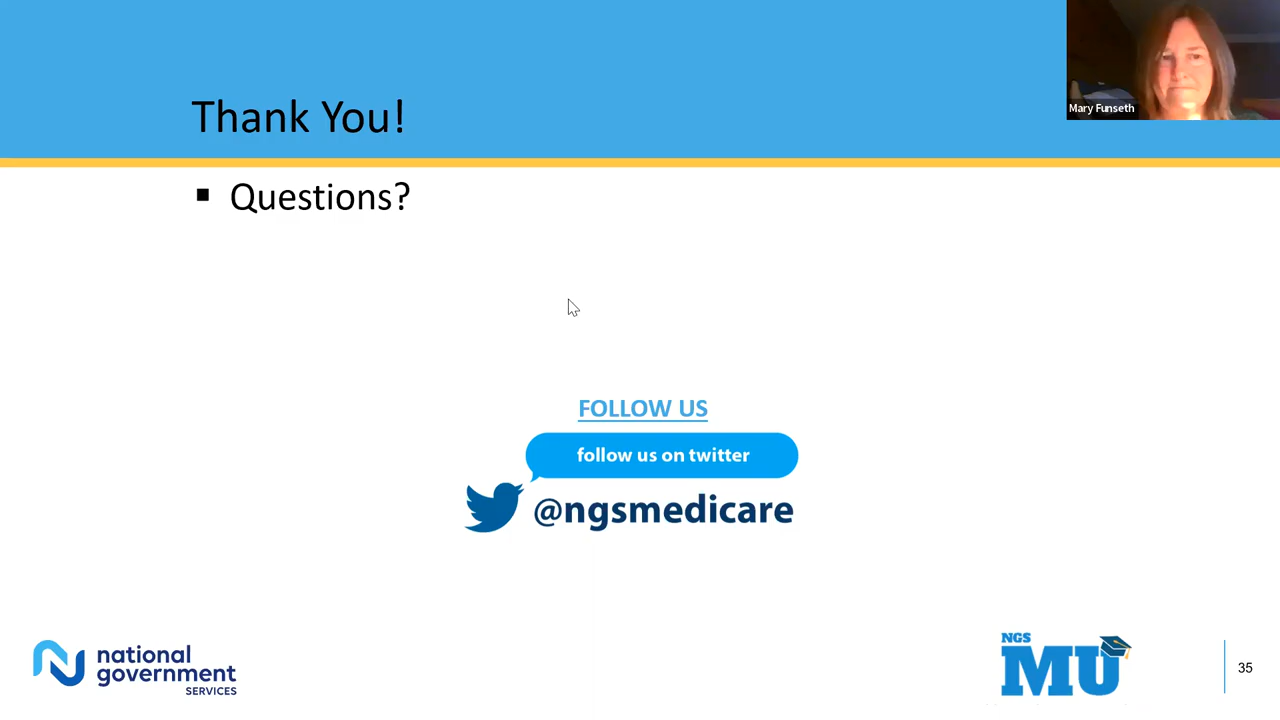 Thank You!
Mary Funseth
▪ Questions?
FOLLOW US
follow us on twitter
@ngsmedicare
national
government
SERVICES
NGS
MU
35